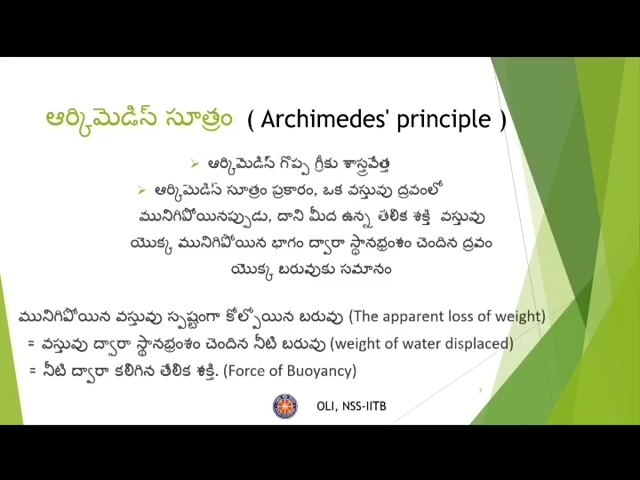 ఆర్కిమెడిస్ సూత్రం ( Archimedes' principle )
ఆర్కిమెడిస్ గొప్ప గ్రీకు శాస్త్రవేత్త
ఆర్కిమెడిస్ సూత్రం ప్రకారం, ఒక వస్తువు ద్రవంలో
మునిగిపోయినప్పుడు, దాని మీద ఉన్న తేలిక శక్తి వస్తువు
యొక్క మునిగిపోయిన భాగం ద్వారా స్థానభ్రంశం చెందిన ద్రవం
యొక్క బరువుకు సమానం
మునిగిపోయిన వస్తువు స్పష్టంగా కోల్పోయిన బరువు (The apparent loss of weight)
= వస్తువు ద్వారా స్థానభ్రంశం చెందిన నీటి బరువు (weight of water displaced)
= నీటి ద్వారా కలిగిన తేలిక శక్తి. (Force of Buoyancy)
OLI, NSS-IITB